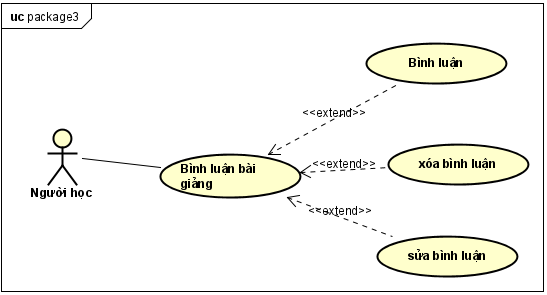 uc package3
Bình luận
<<extend>>
Bình luận bài
giảng
<<extend>>
xóa bình luận
Người học
<<extend>>
sửa bình luận